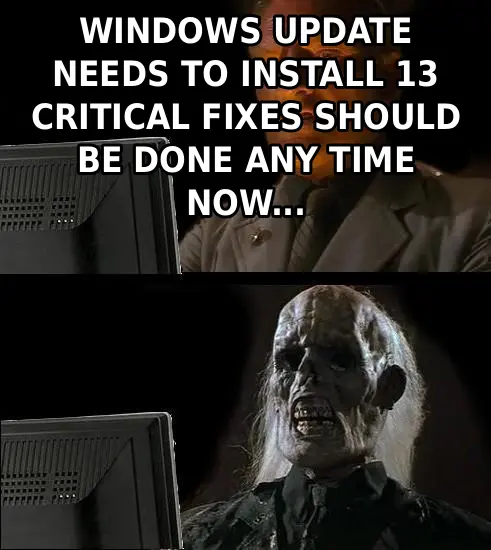 WINDOWS UPDATE
NEEDS TO INSTALL 13
CRITICAL FIXES SHOULD
BE DONE ANY TIME
NOW...